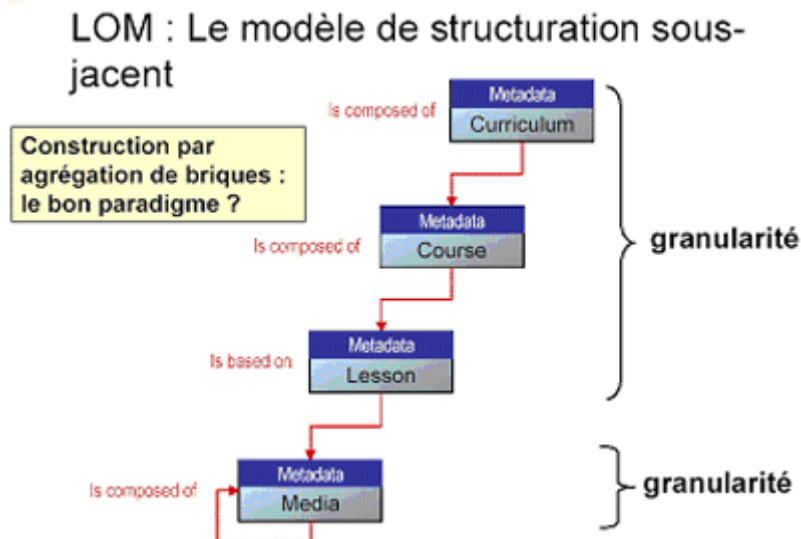 LOM : Le modèle de structuration sous-
jacent
Is composed of
Metadata
Curriculum
Construction par
agrégation de briques :
le bon paradigme ?
Metadata
Is composed of
Course
granularité
Metadata
Is based on
Lesson
Metadata
Is composed of
Media
granularité